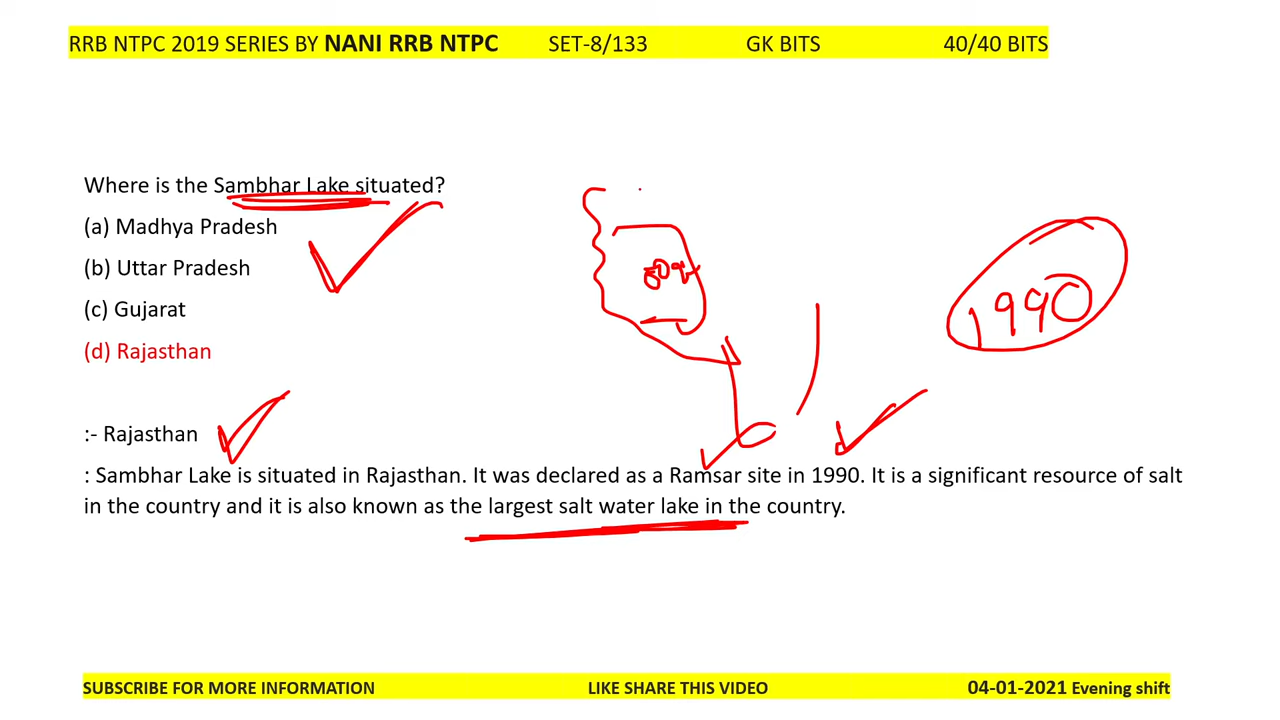 RRB NTPC 2019 SERIES BY NANI RRB NTPC SET-8/133 GK BITS 40/40 BITS
Where is the Sambhar Lake situated?
(a) Madhya Pradesh
(b) Uttar Pradesh
(c) Gujarat
(d) Rajasthan
1990
:- Rajasthan
: Sambhar Lake is situated in Rajasthan. It was declared as a Ramsar site in 1990. It is a significant resource of salt
in the country and it is also known as the largest salt water lake in the country.
SUBSCRIBE FOR MORE INFORMATION LIKE SHARE THIS VIDEO 04-01-2021 Evening shift